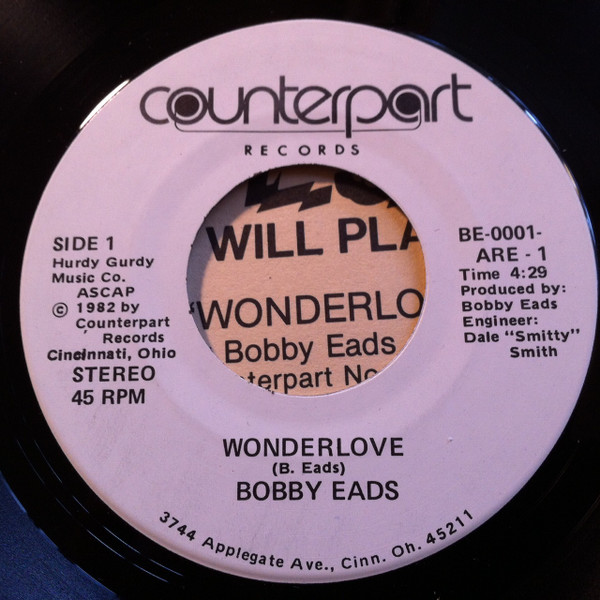 counterpart
RECORDS
SIDE 1
Hurdy Gurdy
Music Co.
ASCAP
© 1982 by
Counterpart
Records
Cincinnati, Ohio
STEREO
45 RPM
BE-0001-
ARE - 1
Time 4:29
Produced by:
Bobby Eads
Engineer:
Dale "Smitty"
Smith
WILL PLA
WONDERLO
Bobby Eads
terpart No
WONDERLOVE
(B. Eads)
BOBBY EADS
3744 Applegate Ave., Cinn. Oh. 45211